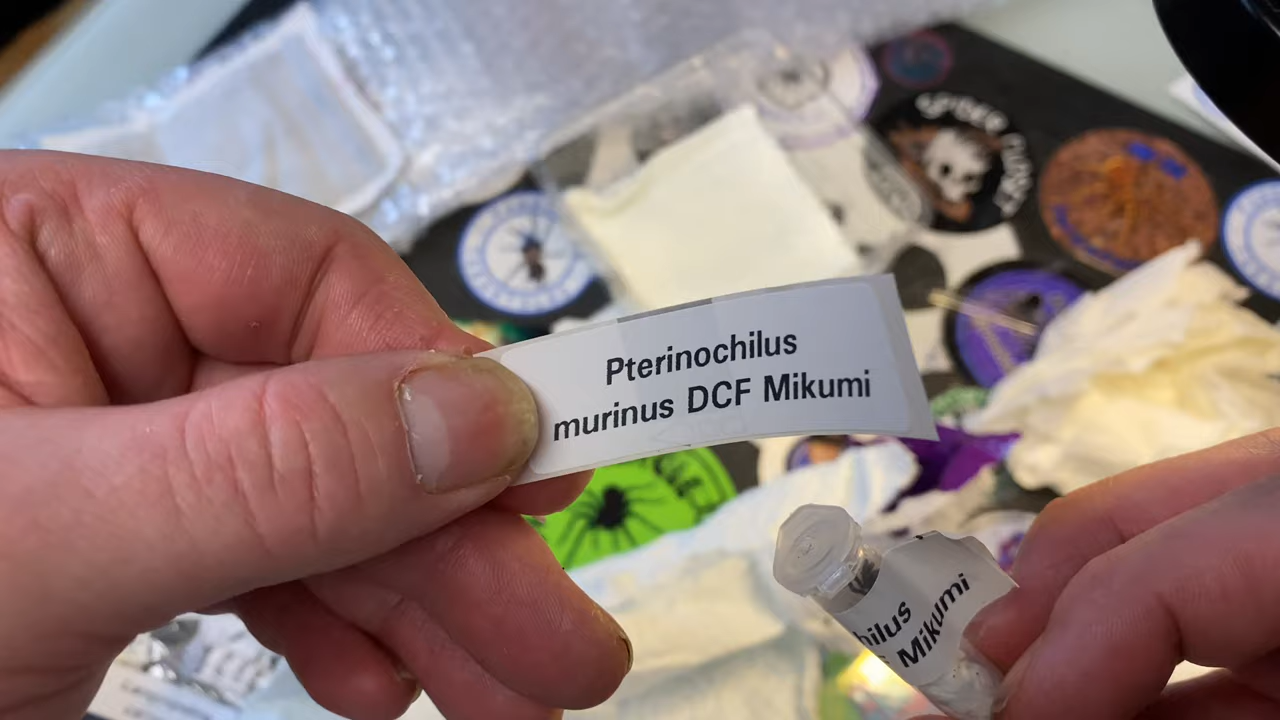 Pterinochilus
murinus DCF Mikumi
hilus
Mikumi
SPIDER